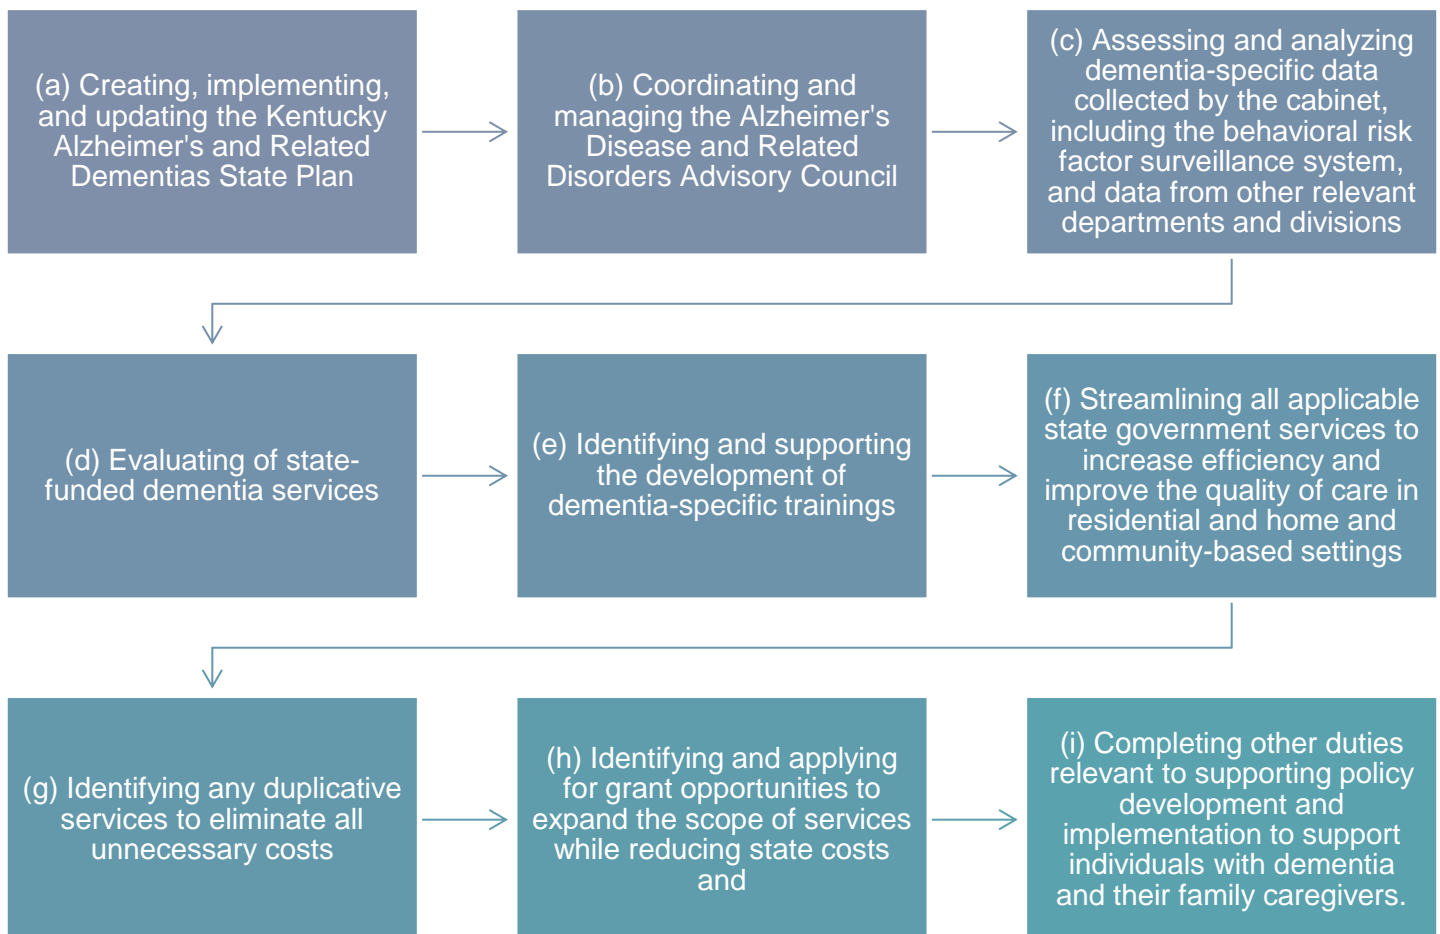 (a) Creating, implementing,
and updating the Kentucky
Alzheimer's and Related
Dementias State Plan
(b) Coordinating and
managing the Alzheimer's
Disease and Related
Disorders Advisory Council
(c) Assessing and analyzing
dementia-specific data
collected by the cabinet,
including the behavioral risk
factor surveillance system,
and data from other relevant
departments and divisions
(d) Evaluating of state-
funded dementia services
(e) Identifying and supporting
the development of
dementia-specific trainings
(f) Streamlining all applicable
state government services to
increase efficiency and
improve the quality of care in
residential and home and
community-based settings
(g) Identifying any duplicative
services to eliminate all
unnecessary costs
(h) Identifying and applying
for grant opportunities to
expand the scope of services
while reducing state costs
and
(i) Completing other duties
relevant to supporting policy
development and
implementation to support
individuals with dementia
and their family caregivers.